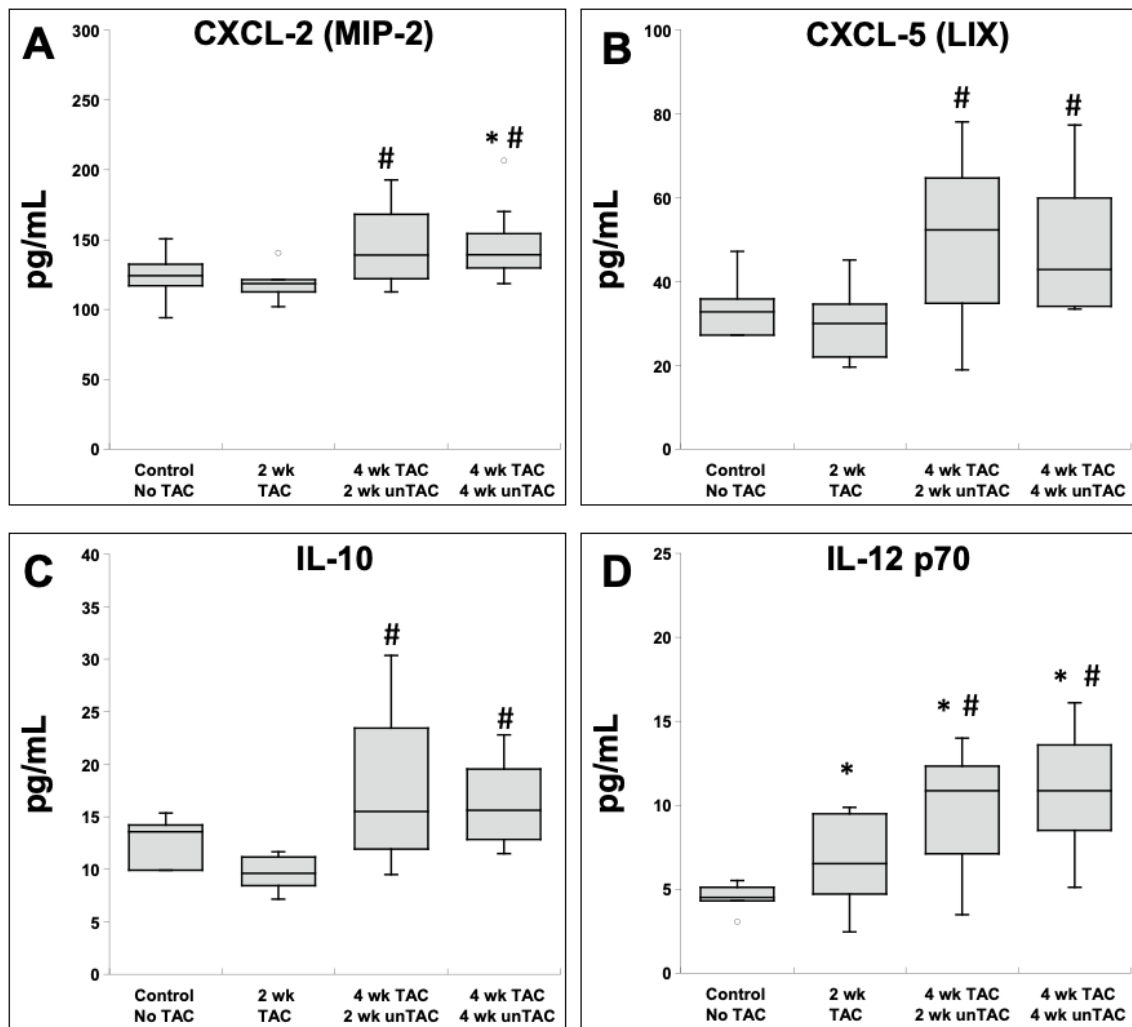 A
CXCL-2 (MIP-2)
pg/mL
300
250
200
150
100
50
0
#
* #
Control
No TAC
2 wk
TAC
4 wk TAC
2 wk unTAC
4 wk TAC
4 wk unTAC
B
CXCL-5 (LIX)
pg/mL
100
80
60
40
20
0
#
#
Control
No TAC
2 wk
TAC
4 wk TAC
2 wk unTAC
4 wk TAC
4 wk unTAC
C
IL-10
pg/mL
40
35
30
25
20
15
10
5
0
#
#
Control
No TAC
2 wk
TAC
4 wk TAC
2 wk unTAC
4 wk TAC
4 wk unTAC
D
IL-12 p70
pg/mL
25
20
15
10
5
0
*
* #
* #
Control
No TAC
2 wk
TAC
4 wk TAC
2 wk unTAC
4 wk TAC
4 wk unTAC